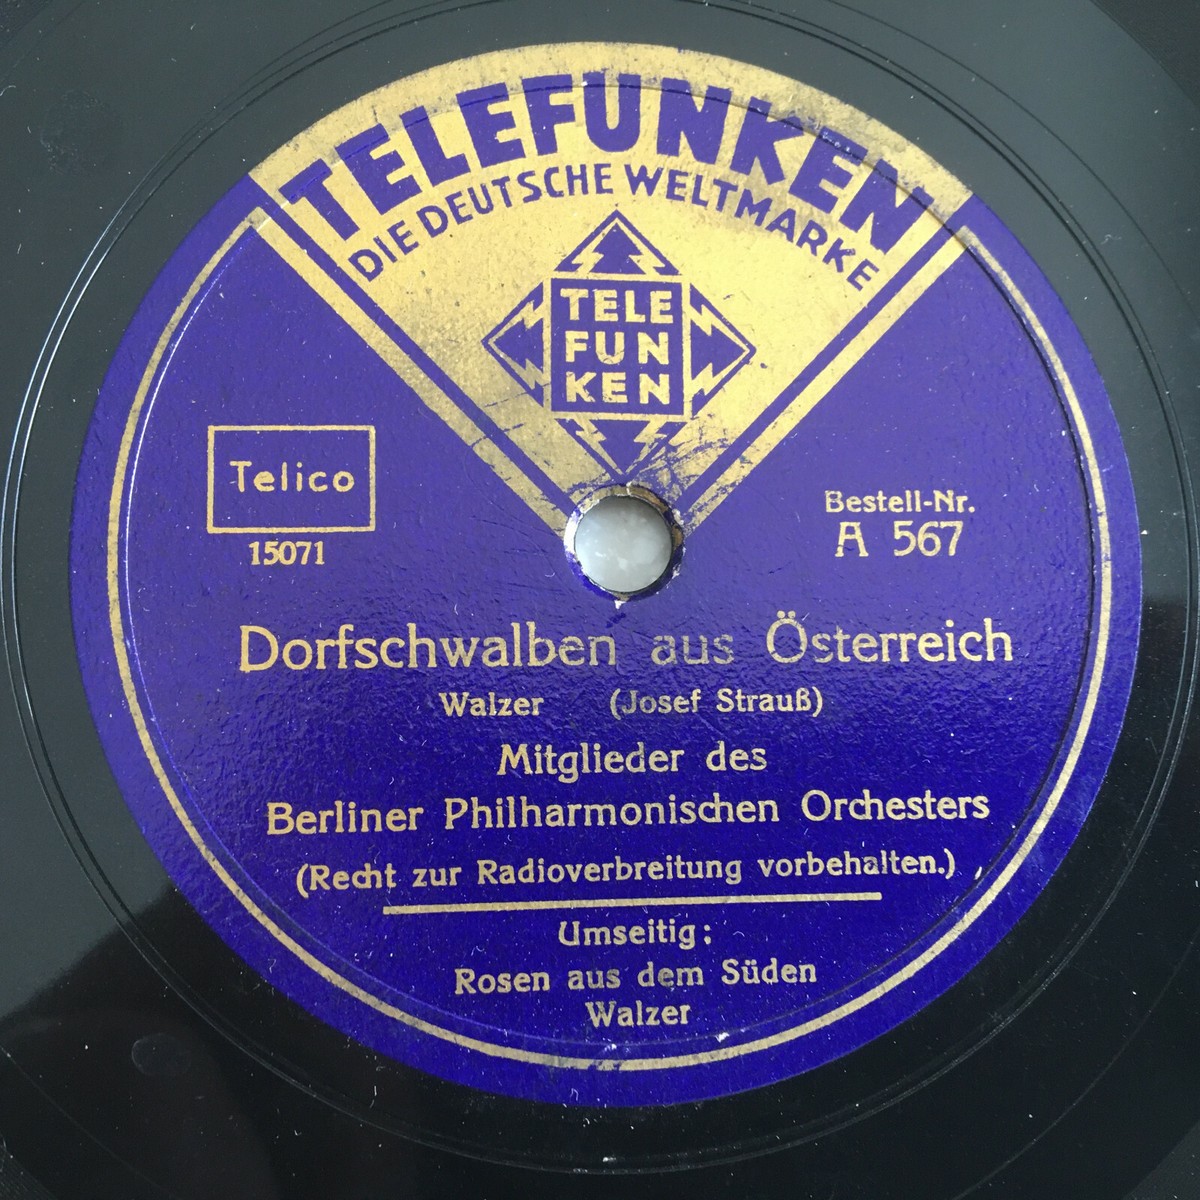 TELEFUNKEN
DIE DEUTSCHE WELTMARKE
TELE
FUN
KEN
Telico
15071
Bestell-Nr.
A 567
Dorfschwalben aus Österreich
Walzer (Josef Strauß)
Mitglieder des
Berliner Philharmonischen Orchesters
(Recht zur Radioverbreitung vorbehalten.)
Umseitig:
Rosen aus dem Süden
Walzer